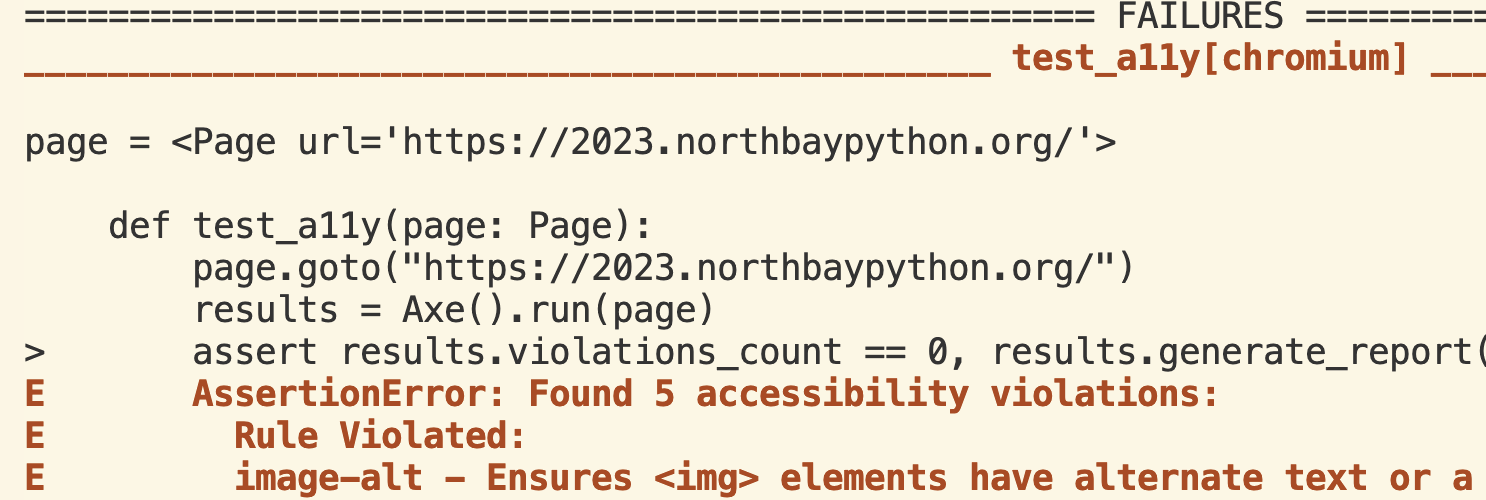 =================================================== FAILURES =========
______________________________________________ test_a11y[chromium] ___
page = <Page url='https://2023.northbaypython.org/'>
    def test_a11y(page: Page):
        page.goto("https://2023.northbaypython.org/")
        results = Axe().run(page)
>       assert results.violations_count == 0, results.generate_report(
E       AssertionError: Found 5 accessibility violations:
E         Rule Violated:
E         image-alt - Ensures <img> elements have alternate text or a